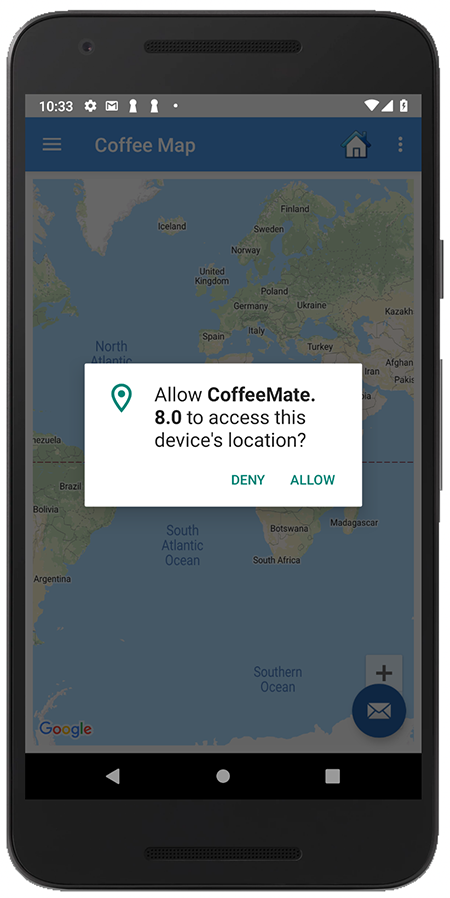 10:33
Coffee Map
Finland
Iceland
Sweden
Norway
United
Kingdom
Poland
Germany
Ukraine
Kazakh
Spain
Italy
Turkey
North
Atlantic
Iran
Afghan
Pakis
Allow CoffeeMate.
8.0 to access this
device's location?
DENY
ALLOW
nezuela
Brazil
Bolivia
South
Atlantic
Ocean
Botswana
Madagascar
South Africa
Argentina
Southern
Ocean
+
Google